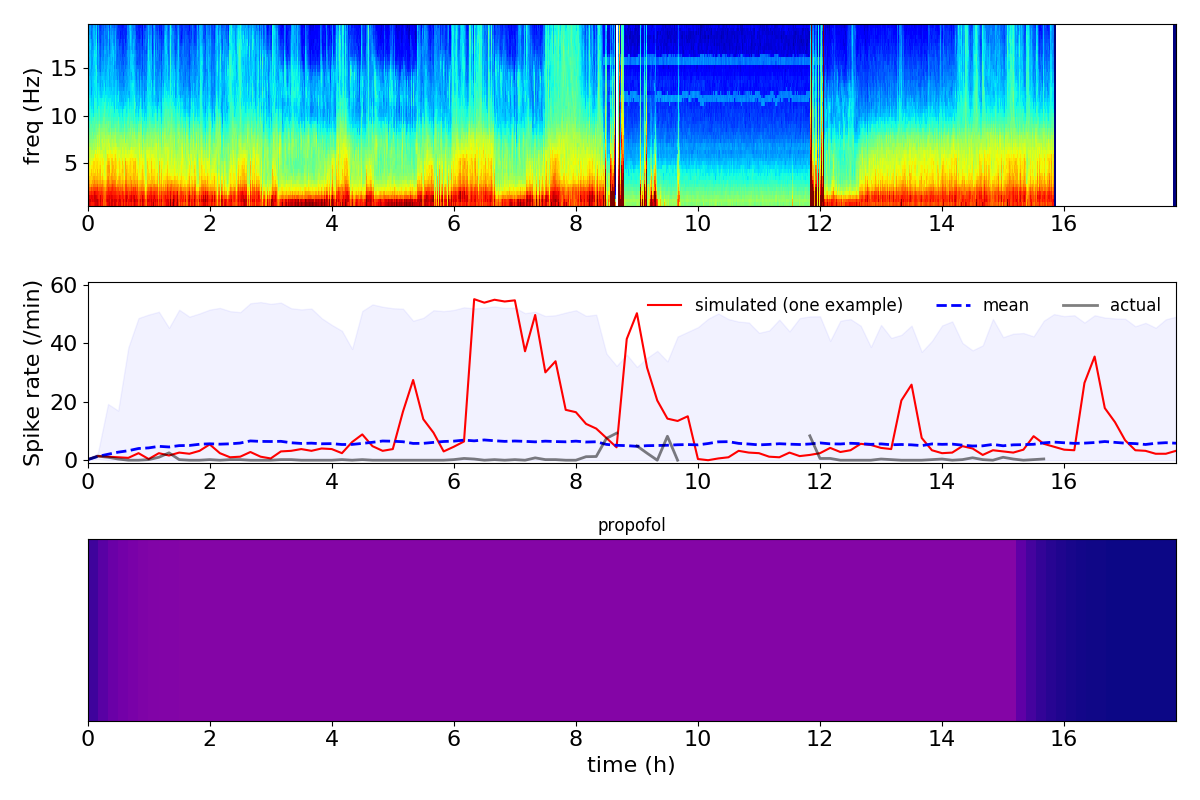 freq (Hz)
15
10
5
0 2 4 6 8 10 12 14 16
Spike rate (/min)
60
40
20
0
simulated (one example) mean actual
0 2 4 6 8 10 12 14 16
propofol
0 2 4 6 8 10 12 14 16
time (h)